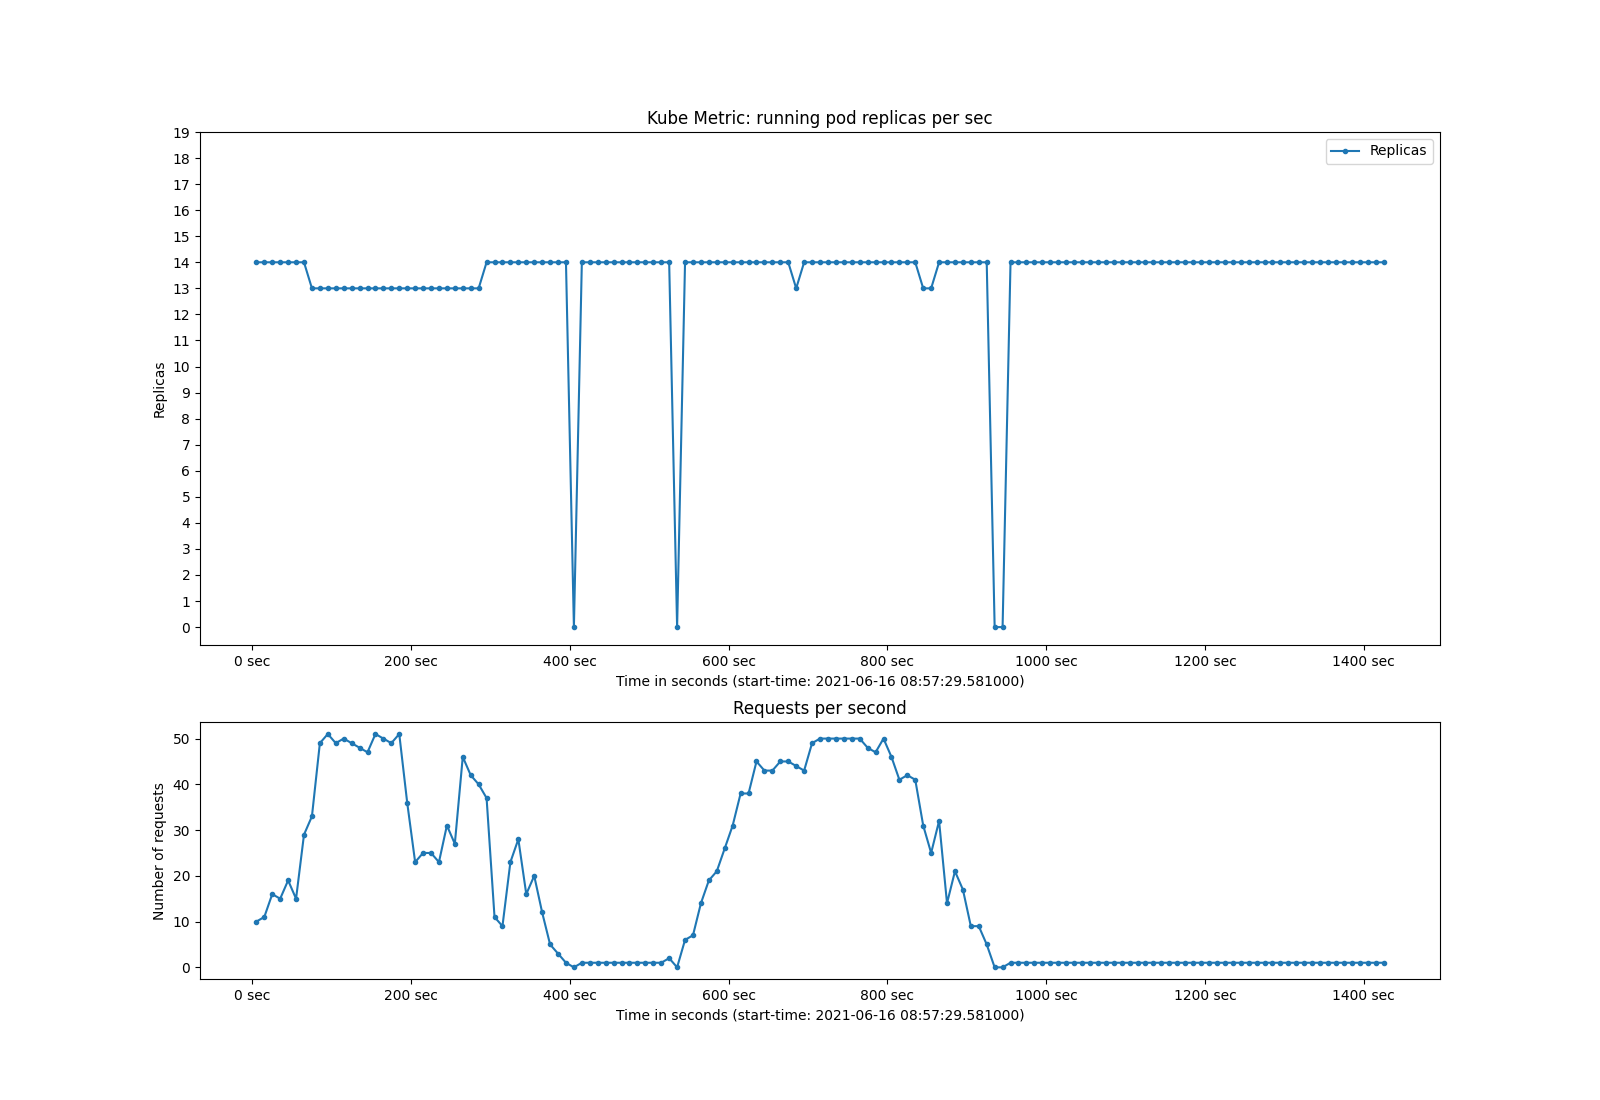 Kube Metric: running pod replicas per sec
19
18
17
16
15
14
13
12
11
10
9
8
7
6
5
4
3
2
1
0
Replicas
Replicas
0 sec 200 sec 400 sec 600 sec 800 sec 1000 sec 1200 sec 1400 sec
Time in seconds (start-time: 2021-06-16 08:57:29.581000)
Requests per second
50
40
30
20
10
0
Number of requests
0 sec 200 sec 400 sec 600 sec 800 sec 1000 sec 1200 sec 1400 sec
Time in seconds (start-time: 2021-06-16 08:57:29.581000)